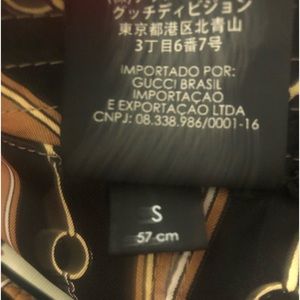 グッチディビジョン
東京都港区北青山
3丁目6番7号
IMPORTADO POR:
GUCCI BRASIL
IMPORTACAO
E EXPORTACAO LTDA
CNPJ: 08.338.986/0001-16
S
57 cm